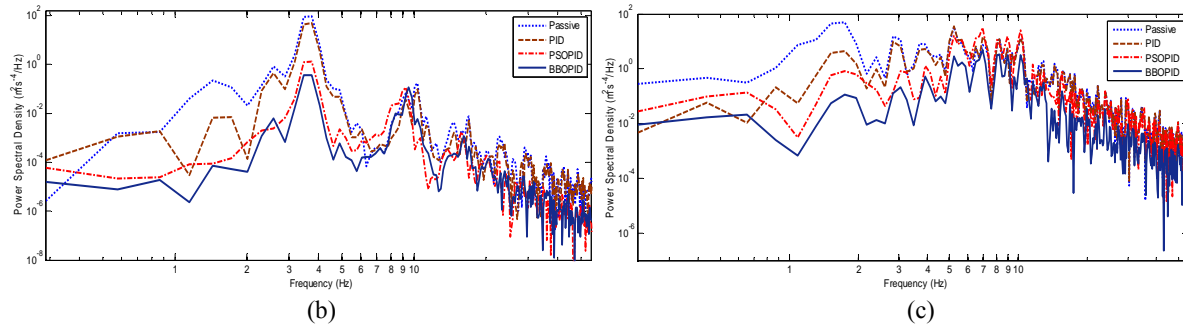 10^2
10^0
10^-2
10^-4
10^-6
10^-8
Power Spectral Density (m^2s^-4/Hz)
1 2 3 4 5 6 7 8 9 10
Frequency (Hz)
Passive
PID
PSOPID
BBOPID
(b)
10^2
10^0
10^-2
10^-4
10^-6
Power Spectral Density (m^2s^-4/Hz)
1 2 3 4 5 6 7 8 9 10
Frequency (Hz)
Passive
PID
PSOPID
BBOPID
(c)